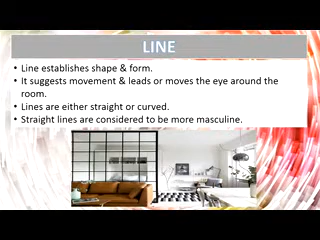 LINE
• Line establishes shape & form.
• It suggests movement & leads or moves the eye around the
room.
• Lines are either straight or curved.
• Straight lines are considered to be more masculine.